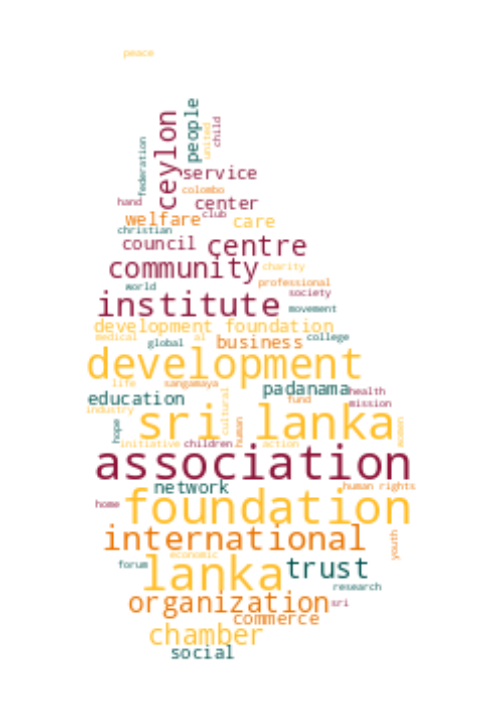 peace
ceylon
people
united
child
federation
service
colombo
hand
center
club
welfare
care
christian
council
centre
community
charity
world
professional
society
institute
movement
development foundation
medical
al
college
global
business
development
life
sangamaya
padanama
health
education
fund
mission
industry
cultural
sri lanka
hope
human
women
initiative
children
action
association
network
human rights
home
foundation
international
youth
economic
forum
lanka
trust
research
organization
sri
commerce
chamber
social